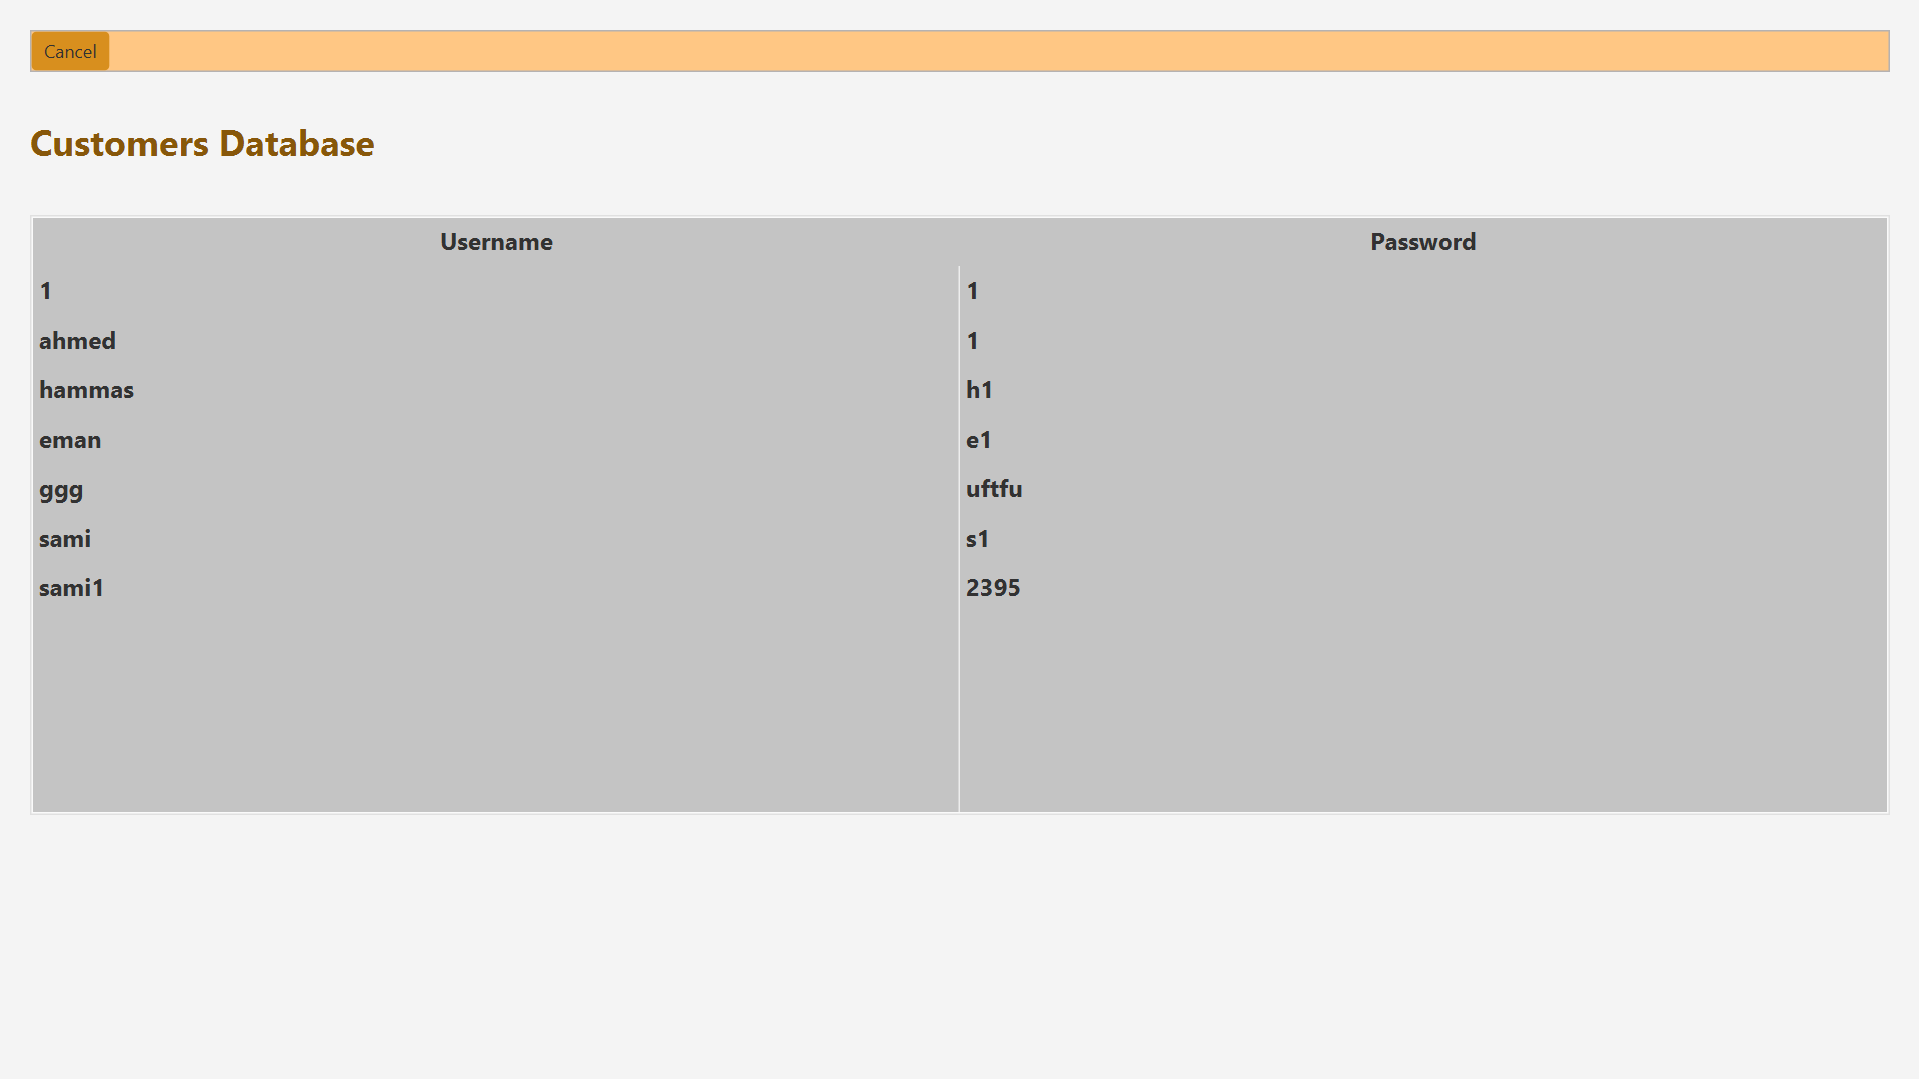 Cancel
Customers Database
Username Password
1 1
ahmed 1
hammas h1
eman e1
ggg uftfu
sami s1
sami1 2395